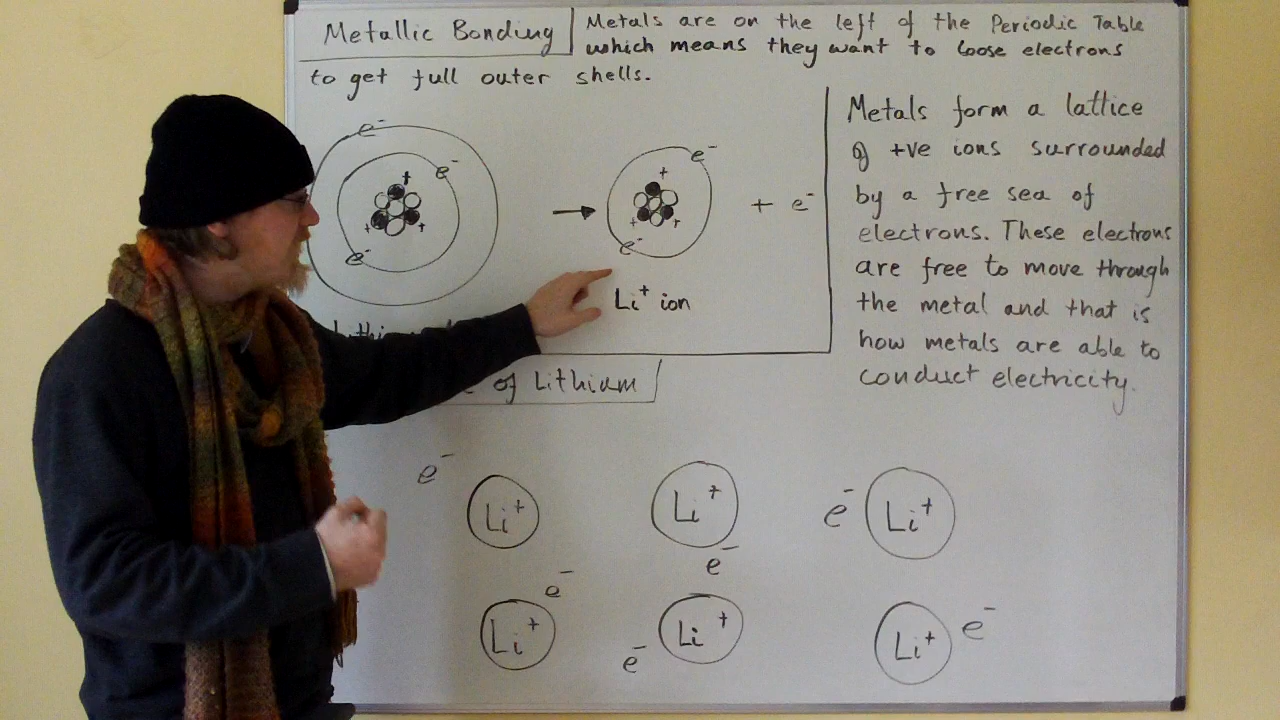 Metallic Bonding
Metals are on the left of the Periodic Table
which means they want to loose electrons
to get full outer shells.
e⁻
e⁻
+
+ +
e⁻
→
e⁻
+
+ +
e⁻
+ e⁻
Li⁺ ion
Metals form a lattice
of +ve ions surrounded
by a free sea of
electrons. These electrons
are free to move through
the metal and that is
how metals are able to
conduct electricity.
of Lithium
e⁻
Li⁺
Li⁺
e⁻ Li⁺
e⁻
e⁻
Li⁺
Li⁺
Li⁺ e⁻
e⁻